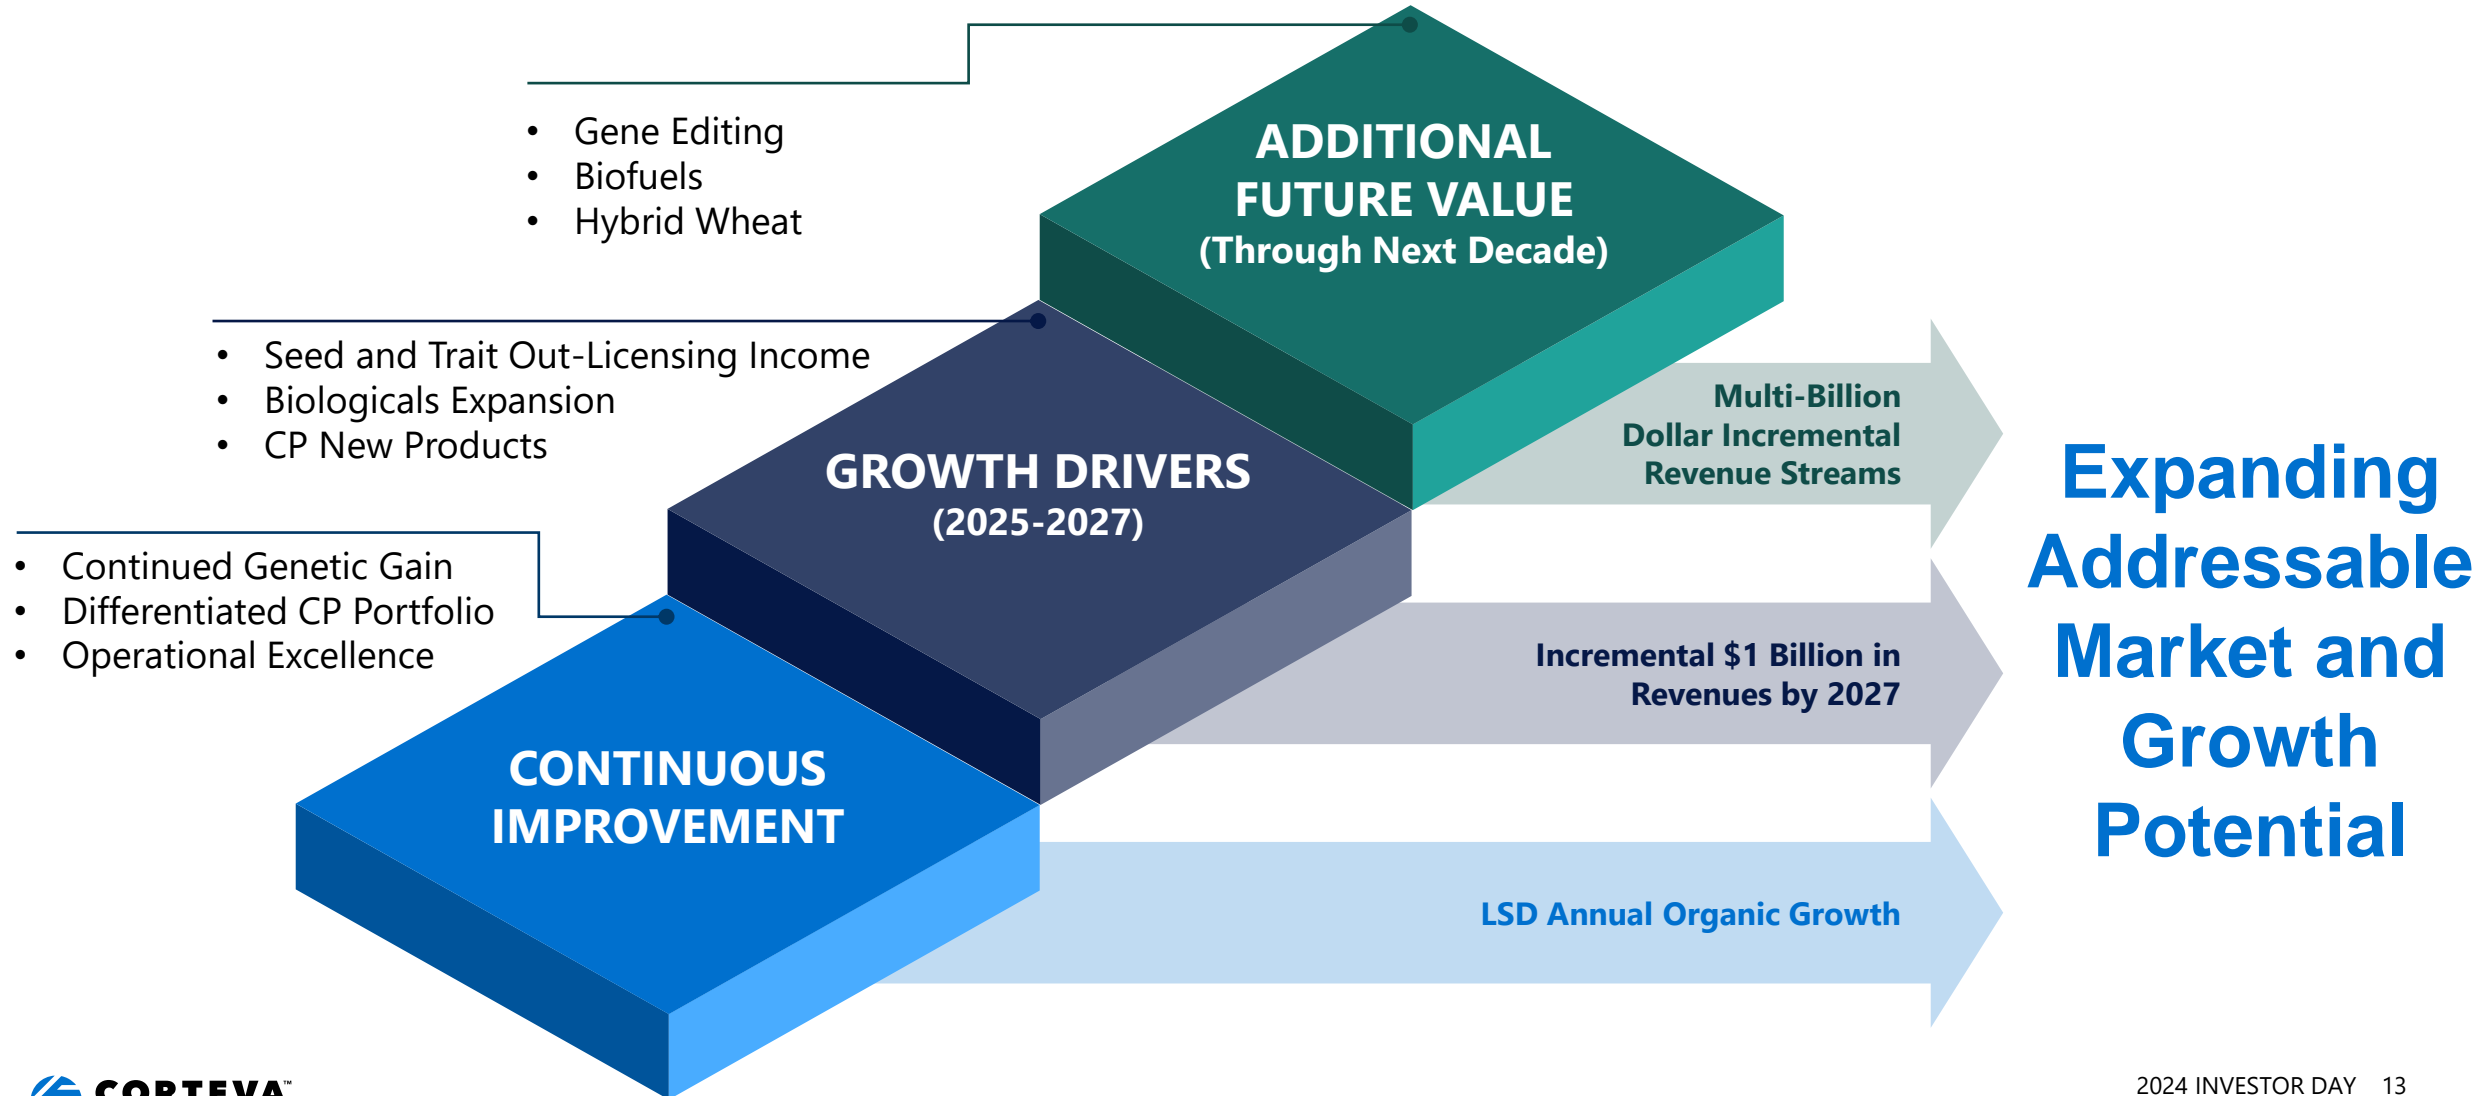 • Gene Editing
• Biofuels
• Hybrid Wheat
ADDITIONAL
FUTURE VALUE
(Through Next Decade)
• Seed and Trait Out-Licensing Income
• Biologicals Expansion
• CP New Products
GROWTH DRIVERS
(2025-2027)
• Continued Genetic Gain
• Differentiated CP Portfolio
• Operational Excellence
CONTINUOUS
IMPROVEMENT
Multi-Billion
Dollar Incremental
Revenue Streams
Incremental $1 Billion in
Revenues by 2027
LSD Annual Organic Growth
Expanding
Addressable
Market and
Growth
Potential
CORTEVA™
2024 INVESTOR DAY 13